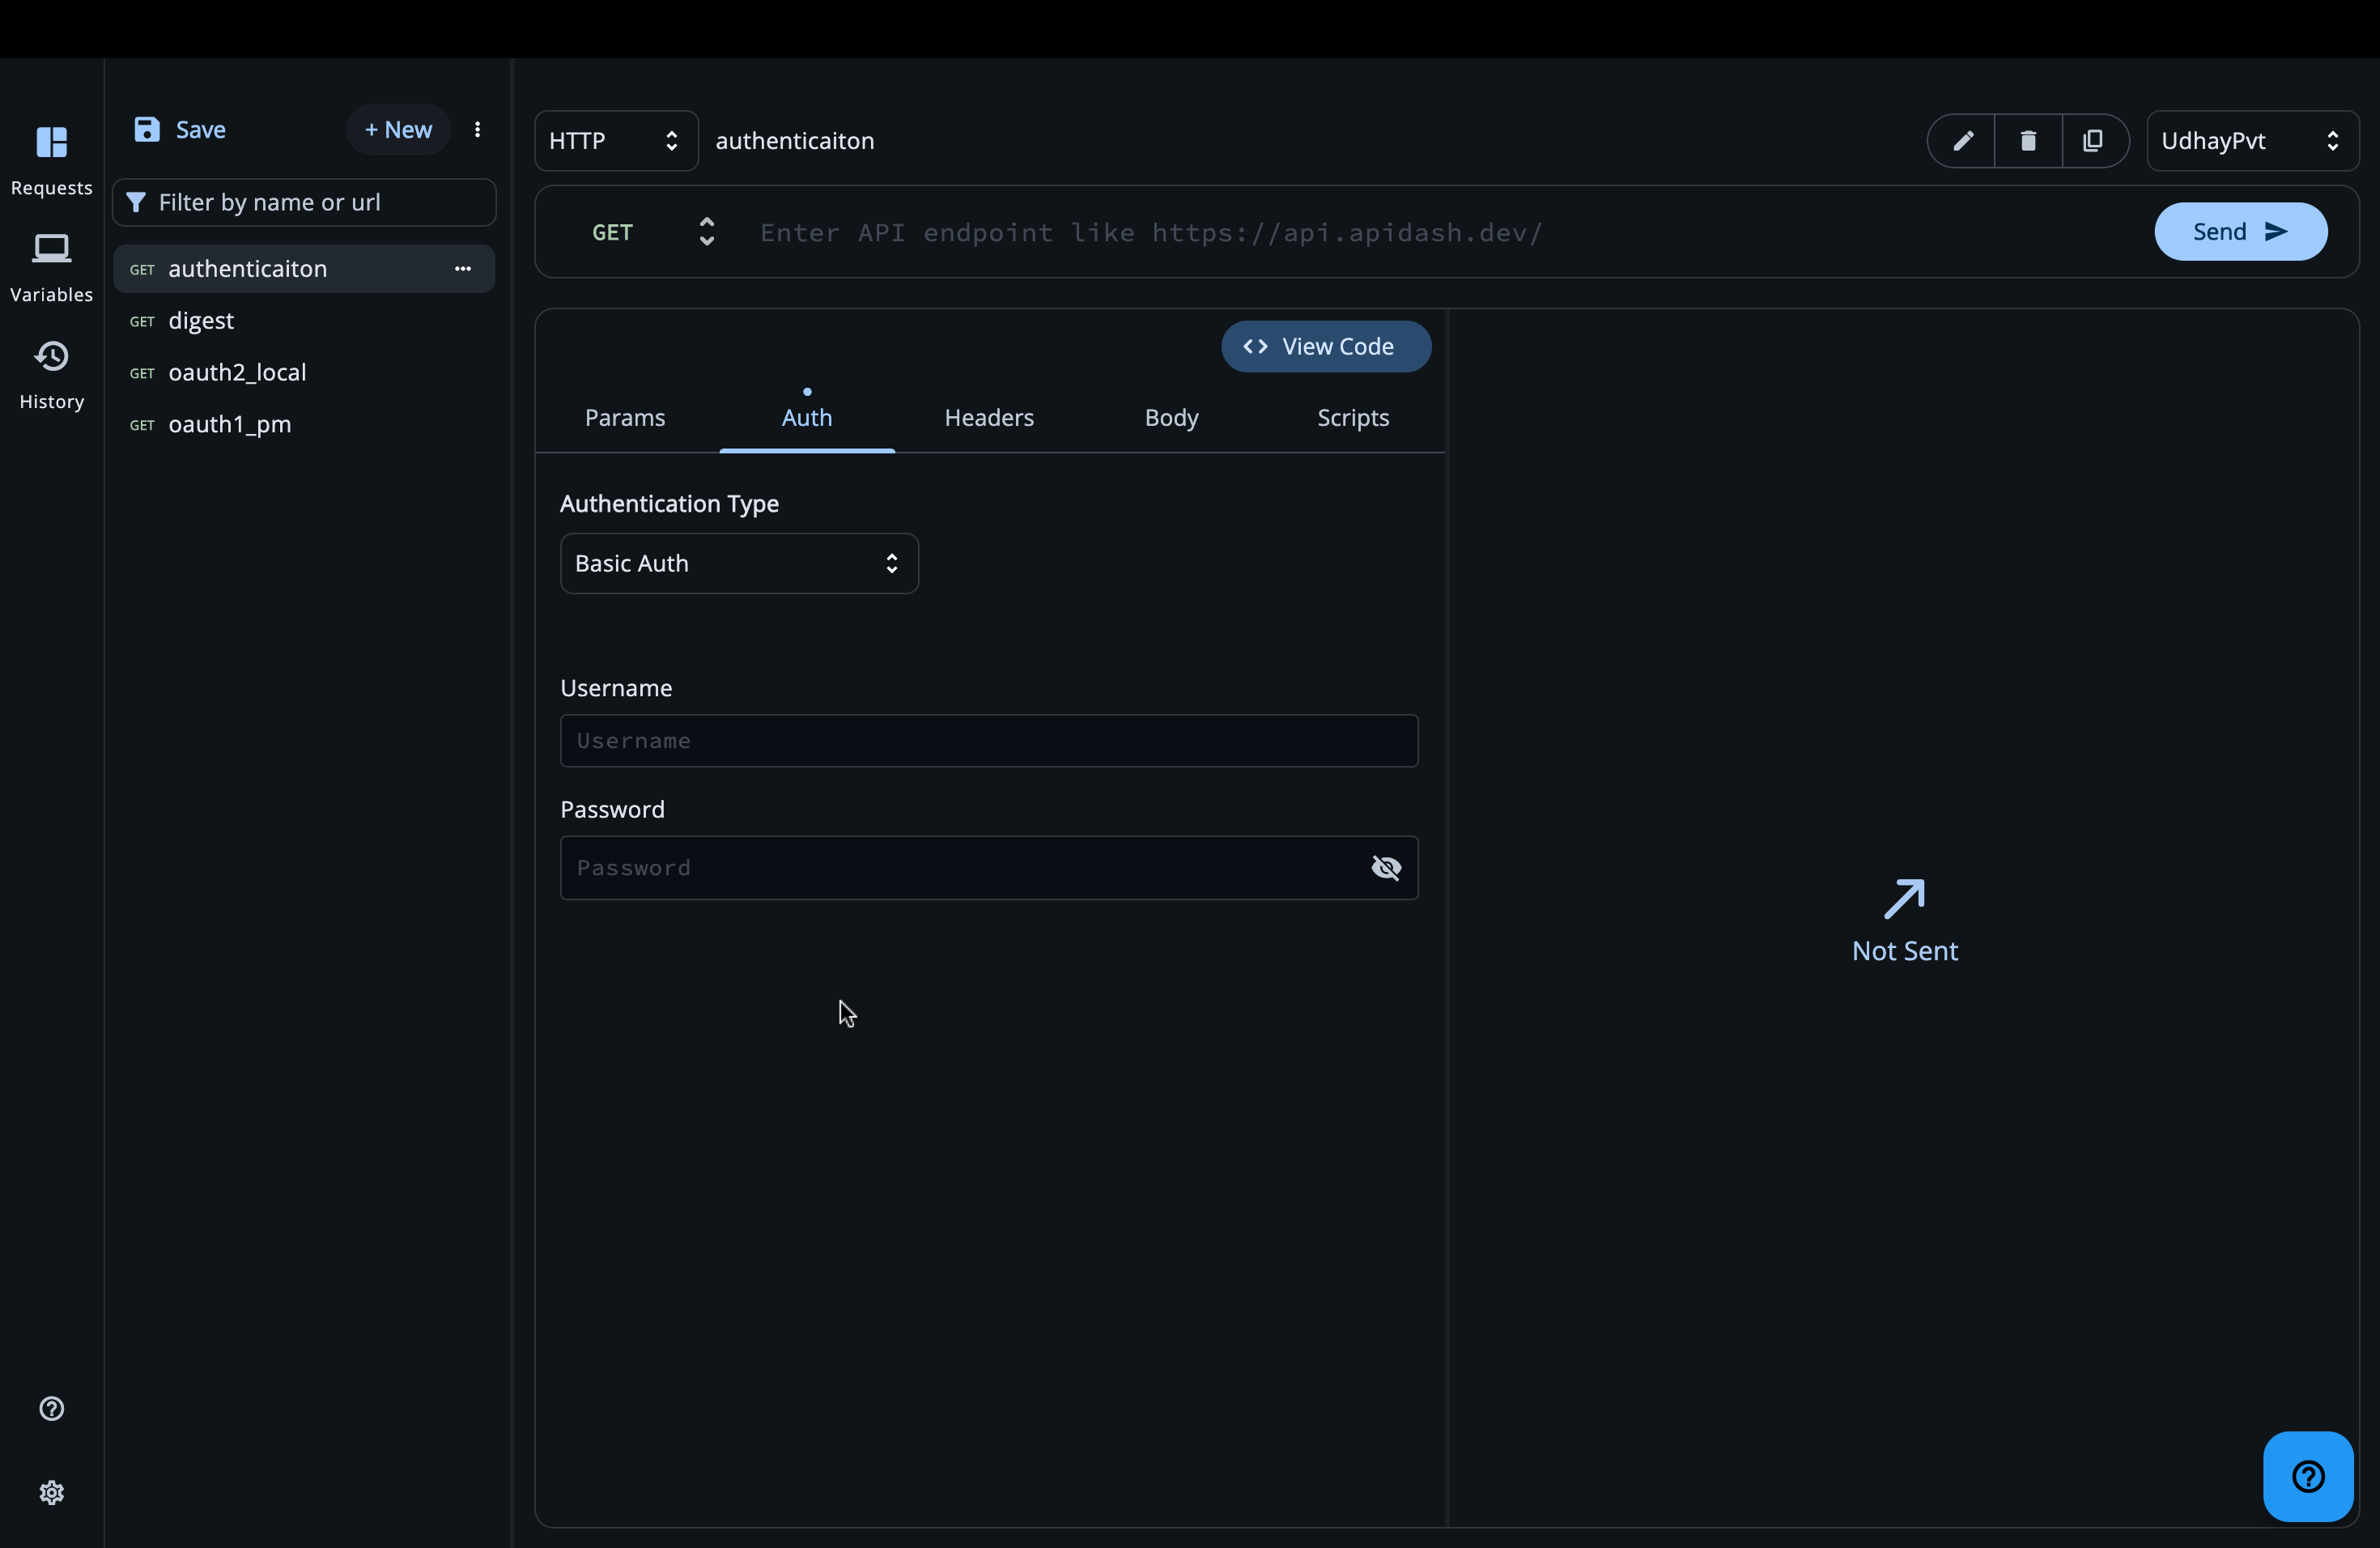 Requests
Variables
History
Save
+ New
Filter by name or url
GET authenticaiton
GET digest
GET oauth2_local
GET oauth1_pm
HTTP
authenticaiton
UdhayPvt
GET
Enter API endpoint like https://api.apidash.dev/
Send
View Code
Params
Auth
Headers
Body
Scripts
Authentication Type
Basic Auth
Username
Username
Password
Password
Not Sent